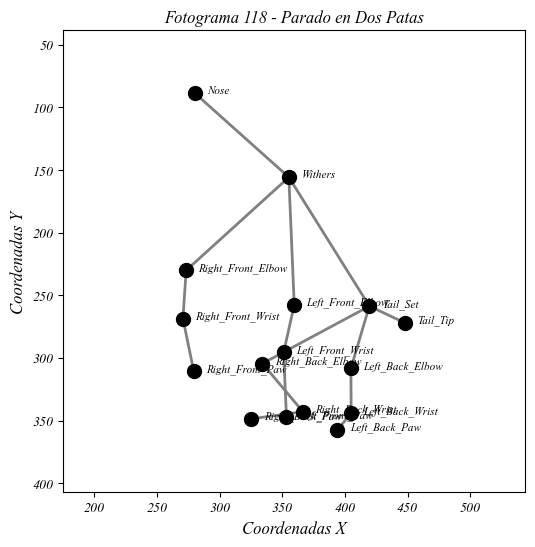 Fotograma 118 - Parado en Dos Patas
50
100
150
200
250
300
350
400
Coordenadas Y
200
250
300
350
400
450
500
Coordenadas X
Nose
Withers
Right_Front_Elbow
Left_Front_Elbow
Tail_Set
Right_Front_Wrist
Tail_Tip
Left_Front_Wrist
Right_Back_Elbow
Left_Back_Elbow
Right_Front_Paw
Right_Back_Wrist
Left_Back_Wrist
Left_Back_Paw